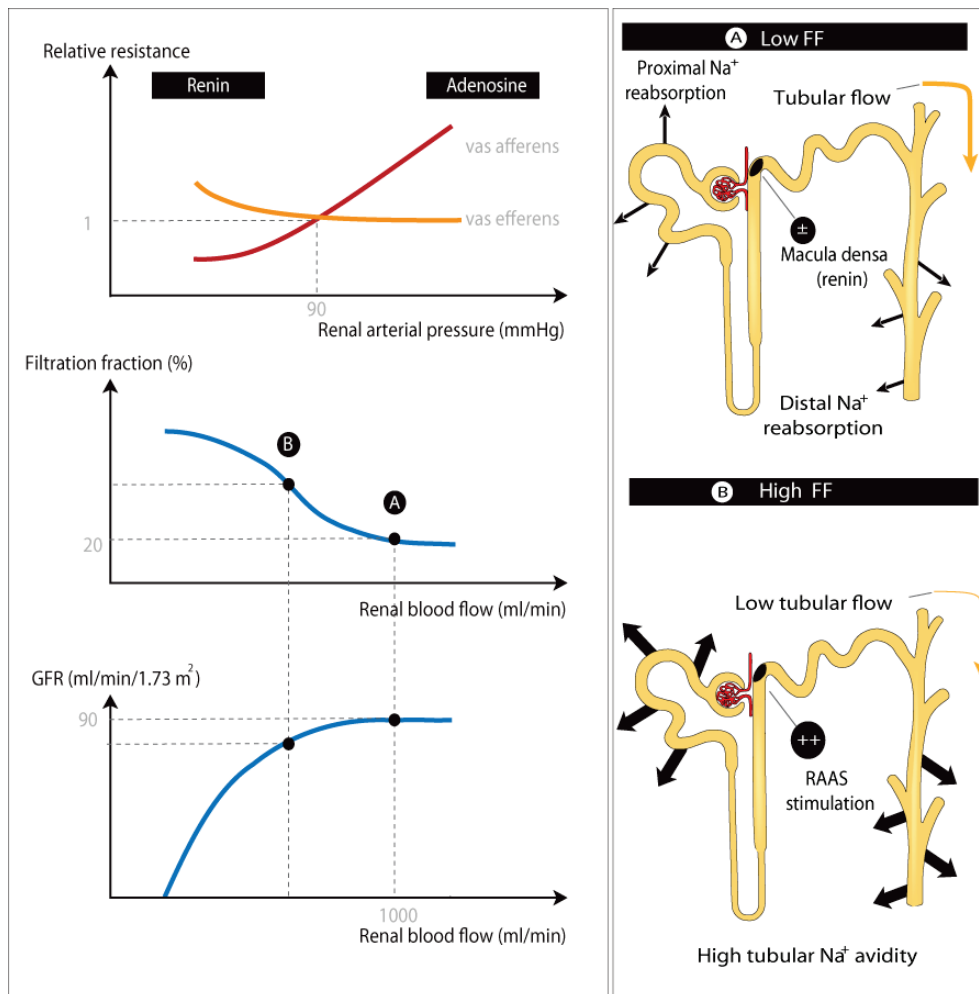 Relative resistance
Renin
Adenosine
vas afferens
1
vas efferens
90
Renal arterial pressure (mmHg)
Filtration fraction (%)
B
A
20
Renal blood flow (ml/min)
GFR (ml/min/1.73 m²)
90
1000
Renal blood flow (ml/min)
A Low FF
Proximal Na⁺
reabsorption
Tubular flow
±
Macula densa
(renin)
Distal Na⁺
reabsorption
B High FF
Low tubular flow
++
RAAS
stimulation
High tubular Na⁺ avidity